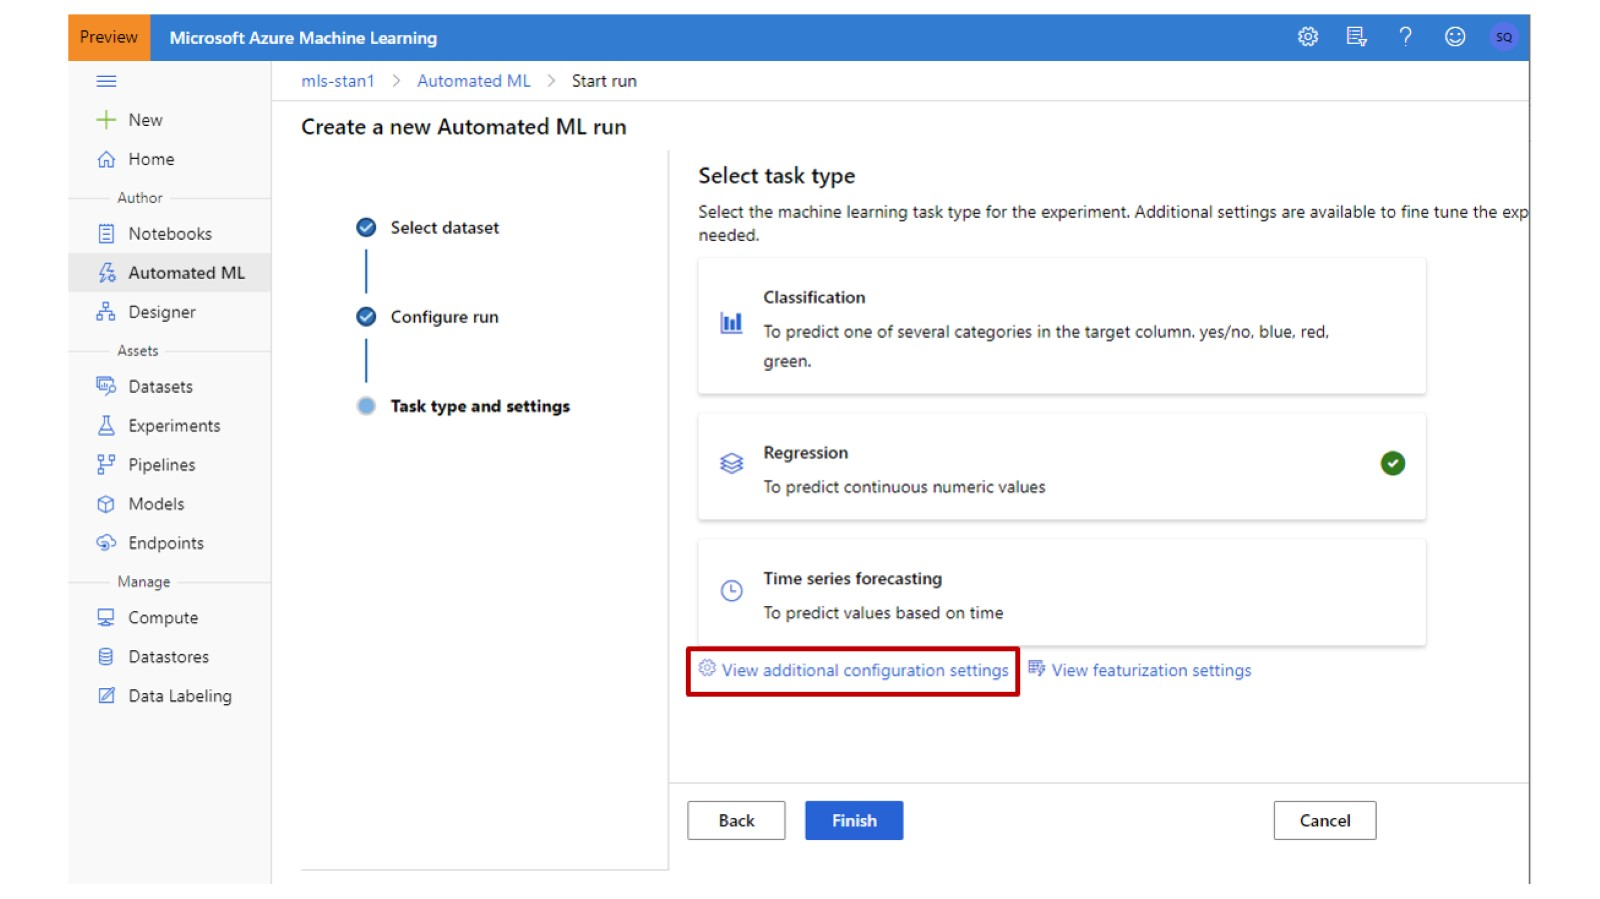 Preview
Microsoft Azure Machine Learning
SQ
mls-stan1 > Automated ML > Start run
New
Home
Author
Notebooks
Automated ML
Designer
Assets
Datasets
Experiments
Pipelines
Models
Endpoints
Manage
Compute
Datastores
Data Labeling
Create a new Automated ML run
Select dataset
Configure run
Task type and settings
Select task type
Select the machine learning task type for the experiment. Additional settings are available to fine tune the exp
needed.
Classification
To predict one of several categories in the target column. yes/no, blue, red,
green.
Regression
To predict continuous numeric values
Time series forecasting
To predict values based on time
View additional configuration settings View featurization settings
Back Finish Cancel